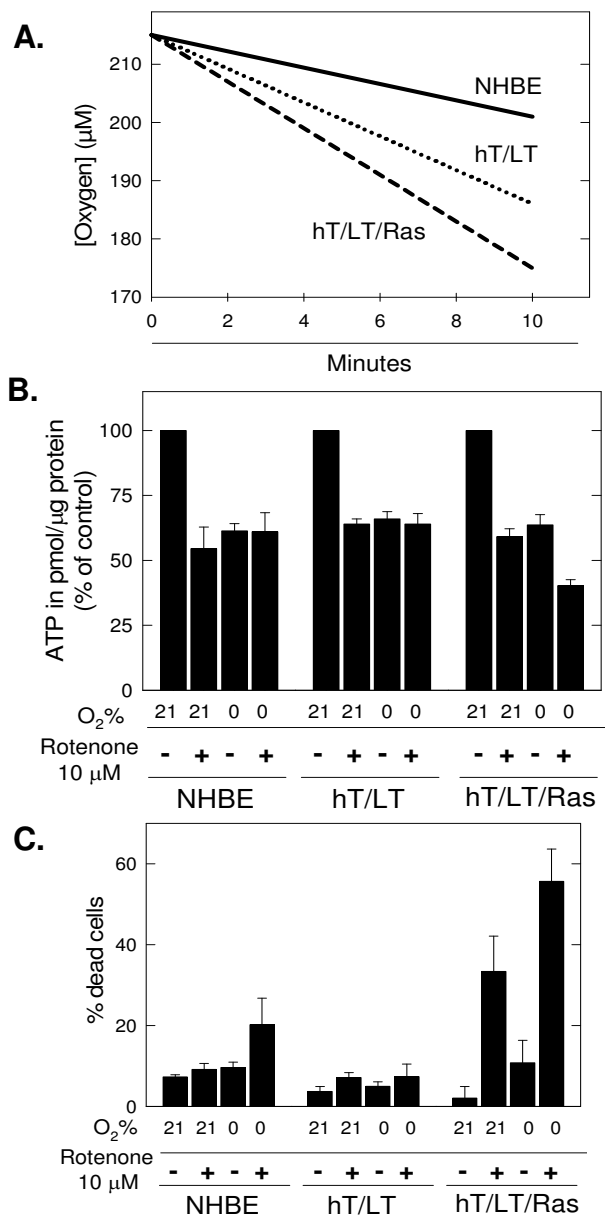 A.
215
200
190
180
170
[Oxygen] (µM)
NHBE
hT/LT
hT/LT/Ras
0 2 4 6 8 10
Minutes
B.
100
75
50
25
0
ATP in pmol/µg protein
(% of control)
O2% 21 21 0 0 21 21 0 0 21 21 0 0
Rotenone
10 µM - + - + - + - + - + - +
NHBE hT/LT hT/LT/Ras
C.
60
40
20
0
% dead cells
O2% 21 21 0 0 21 21 0 0 21 21 0 0
Rotenone
10 µM - + - + - + - + - + - +
NHBE hT/LT hT/LT/Ras